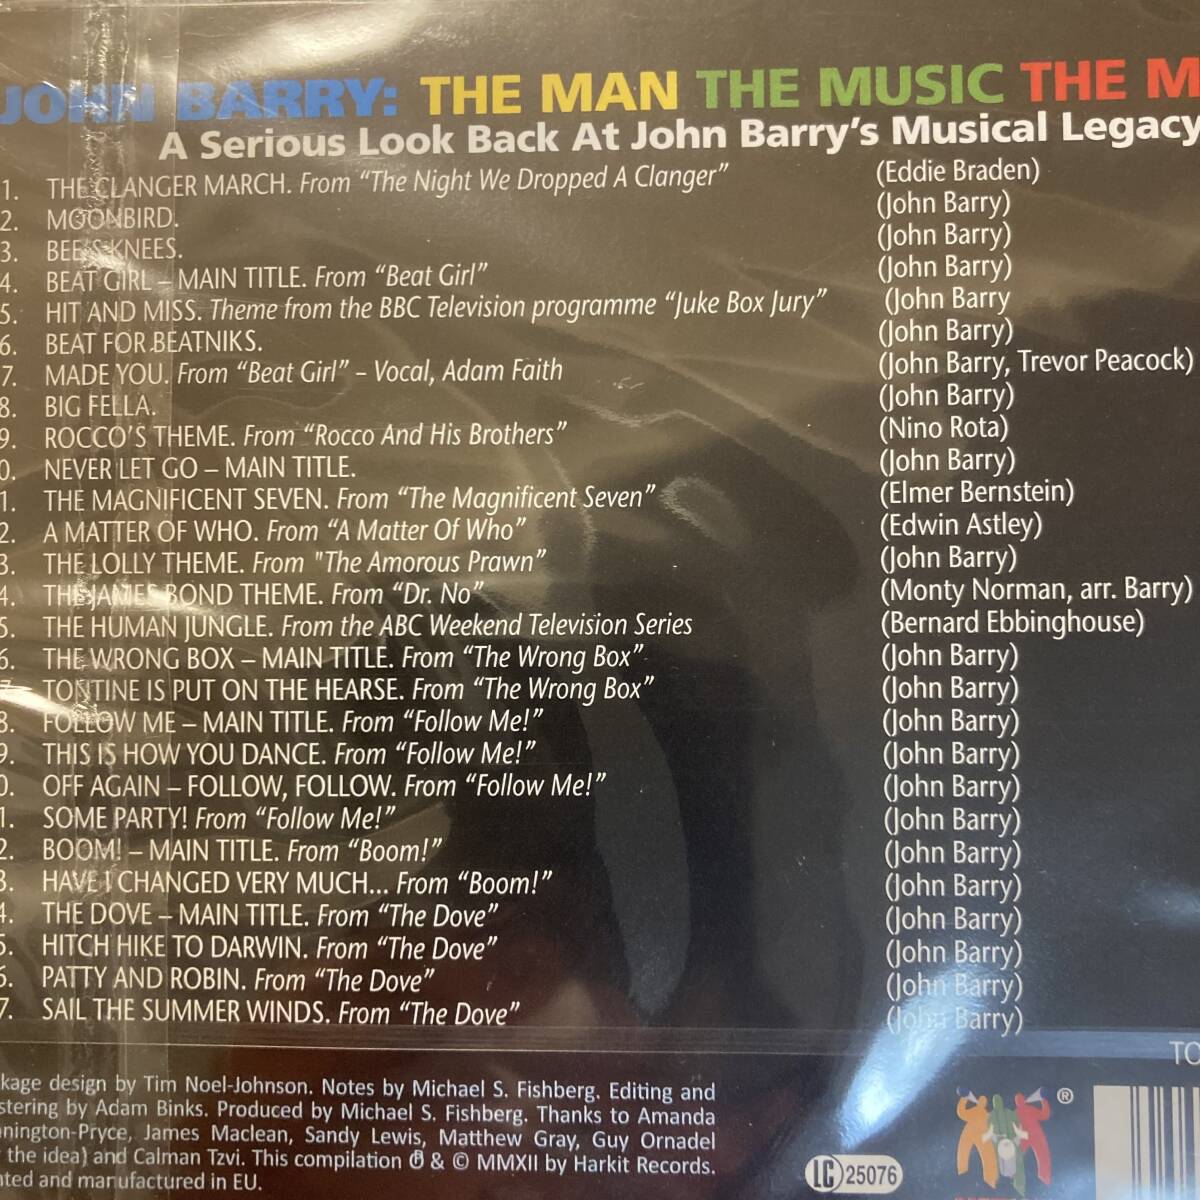 JOHN BARRY: THE MAN THE MUSIC THE M
A Serious Look Back At John Barry's Musical Legacy
1. THE CLANGER MARCH. From “The Night We Dropped A Clanger” (Eddie Braden)
2. MOONBIRD. (John Barry)
3. BEE'S KNEES. (John Barry)
4. BEAT GIRL – MAIN TITLE. From “Beat Girl” (John Barry)
5. HIT AND MISS. Theme from the BBC Television programme “Juke Box Jury” (John Barry
6. BEAT FOR BEATNIKS. (John Barry)
7. MADE YOU. From “Beat Girl” – Vocal, Adam Faith (John Barry, Trevor Peacock)
8. BIG FELLA. (John Barry)
9. ROCCO'S THEME. From “Rocco And His Brothers” (Nino Rota)
0. NEVER LET GO – MAIN TITLE. (John Barry)
1. THE MAGNIFICENT SEVEN. From “The Magnificent Seven” (Elmer Bernstein)
2. A MATTER OF WHO. From “A Matter Of Who” (Edwin Astley)
3. THE LOLLY THEME. From "The Amorous Prawn” (John Barry)
4. THE JAMES BOND THEME. From “Dr. No” (Monty Norman, arr. Barry)
5. THE HUMAN JUNGLE. From the ABC Weekend Television Series (Bernard Ebbinghouse)
6. THE WRONG BOX – MAIN TITLE. From “The Wrong Box” (John Barry)
7. TONTINE IS PUT ON THE HEARSE. From “The Wrong Box” (John Barry)
8. FOLLOW ME – MAIN TITLE. From “Follow Me!” (John Barry)
9. THIS IS HOW YOU DANCE. From “Follow Me!” (John Barry)
0. OFF AGAIN – FOLLOW, FOLLOW. From “Follow Me!” (John Barry)
1. SOME PARTY! From “Follow Me!” (John Barry)
2. BOOM! – MAIN TITLE. From “Boom!” (John Barry)
3. HAVE I CHANGED VERY MUCH... From “Boom!” (John Barry)
4. THE DOVE – MAIN TITLE. From “The Dove” (John Barry)
5. HITCH HIKE TO DARWIN. From “The Dove” (John Barry)
6. PATTY AND ROBIN. From “The Dove” (John Barry)
7. SAIL THE SUMMER WINDS. From “The Dove” (John Barry)
TO
kage design by Tim Noel-Johnson. Notes by Michael S. Fishberg. Editing and
stering by Adam Binks. Produced by Michael S. Fishberg. Thanks to Amanda
nnington-Pryce, James Maclean, Sandy Lewis, Matthew Gray, Guy Ornadel
the idea) and Calman Tzvi. This compilation ℗ & © MMXII by Harkit Records.
nted and manufactured in EU.
LC 25076
®